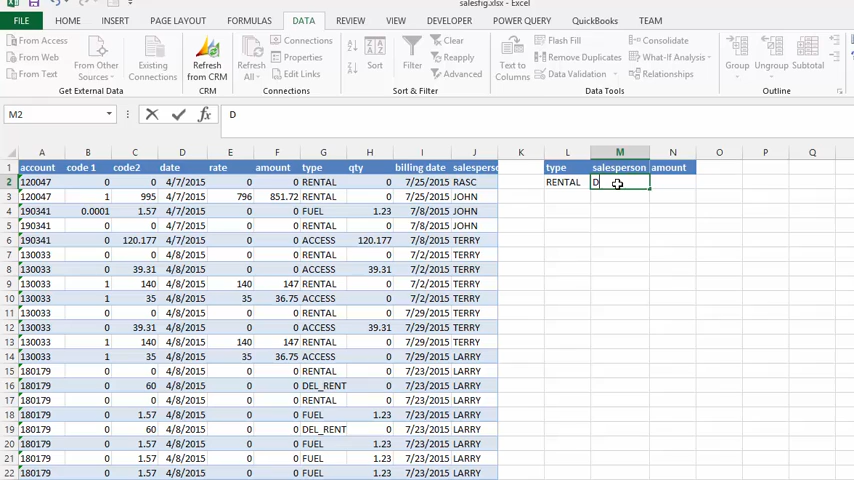 salesfig.xlsx - Excel
FILE HOME INSERT PAGE LAYOUT FORMULAS DATA REVIEW VIEW DEVELOPER POWER QUERY QuickBooks TEAM
From Access
From Web
From Text
From Other Sources
Existing Connections
Get External Data
Refresh from CRM
CRM
Refresh All
Connections
Properties
Edit Links
Connections
Sort
Filter
Clear
Reapply
Advanced
Sort & Filter
Text to Columns
Flash Fill
Remove Duplicates
Data Validation
Consolidate
What-If Analysis
Relationships
Data Tools
Group Ungroup Subtotal
Outline
M2 fx D
A B C D E F G H I J K L M N O P Q
1 account code 1 code2 date rate amount type qty billing date salesperso type salesperson amount
2 120047 0 0 4/7/2015 0 0 RENTAL 0 7/25/2015 RASC RENTAL D
3 120047 1 995 4/7/2015 796 851.72 RENTAL 0 7/25/2015 JOHN
4 190341 0.0001 1.57 4/7/2015 0 0 FUEL 1.23 7/8/2015 JOHN
5 190341 0 0 4/7/2015 0 0 RENTAL 0 7/8/2015 JOHN
6 190341 0 120.177 4/7/2015 0 0 ACCESS 120.177 7/8/2015 TERRY
7 130033 0 0 4/8/2015 0 0 RENTAL 0 7/2/2015 TERRY
8 130033 0 39.31 4/8/2015 0 0 ACCESS 39.31 7/2/2015 TERRY
9 130033 1 140 4/8/2015 140 147 RENTAL 0 7/2/2015 TERRY
10 130033 1 35 4/8/2015 35 36.75 ACCESS 0 7/2/2015 TERRY
11 130033 0 0 4/8/2015 0 0 RENTAL 0 7/29/2015 TERRY
12 130033 0 39.31 4/8/2015 0 0 ACCESS 39.31 7/29/2015 TERRY
13 130033 1 140 4/8/2015 140 147 RENTAL 0 7/29/2015 TERRY
14 130033 1 35 4/8/2015 35 36.75 ACCESS 0 7/29/2015 LARRY
15 180179 0 0 4/8/2015 0 0 RENTAL 0 7/23/2015 LARRY
16 180179 0 60 4/8/2015 0 0 DEL_RENT 0 7/23/2015 LARRY
17 180179 0 0 4/8/2015 0 0 RENTAL 0 7/23/2015 LARRY
18 180179 0 1.57 4/8/2015 0 0 FUEL 1.23 7/23/2015 LARRY
19 180179 0 60 4/8/2015 0 0 DEL_RENT 0 7/23/2015 LARRY
20 180179 0 1.57 4/8/2015 0 0 FUEL 1.23 7/23/2015 LARRY
21 180179 0 1.57 4/8/2015 0 0 FUEL 1.23 7/23/2015 LARRY
22 180179 0 1.57 4/8/2015 0 0 FUEL 1.23 7/23/2015 LARRY